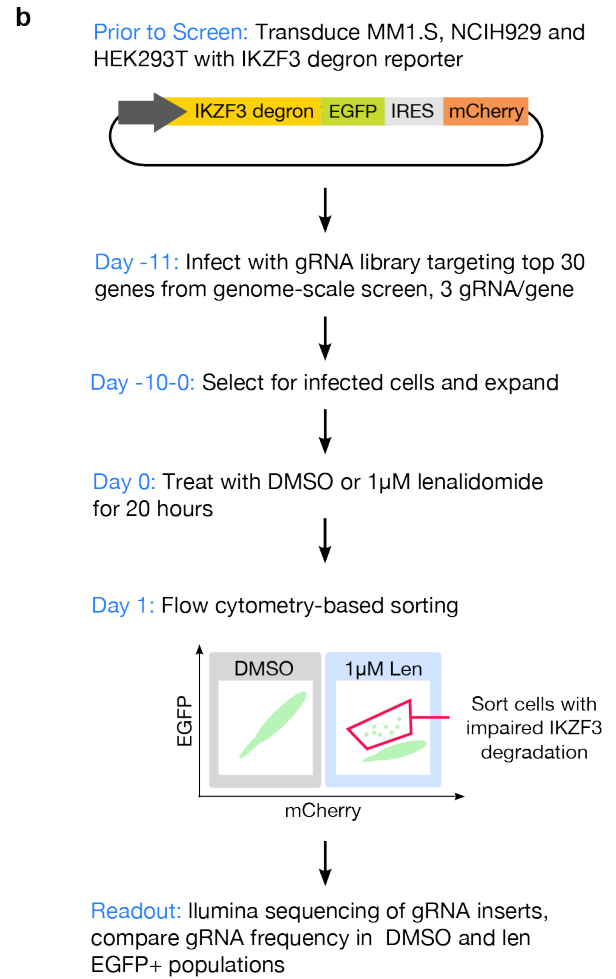 b
Prior to Screen: Transduce MM1.S, NCIH929 and
HEK293T with IKZF3 degron reporter
IKZF3 degron EGFP IRES mCherry
Day -11: Infect with gRNA library targeting top 30
genes from genome-scale screen, 3 gRNA/gene
Day -10-0: Select for infected cells and expand
Day 0: Treat with DMSO or 1µM lenalidomide
for 20 hours
Day 1: Flow cytometry-based sorting
DMSO
1µM Len
EGFP
mCherry
Sort cells with
impaired IKZF3
degradation
Readout: Ilumina sequencing of gRNA inserts,
compare gRNA frequency in DMSO and len
EGFP+ populations